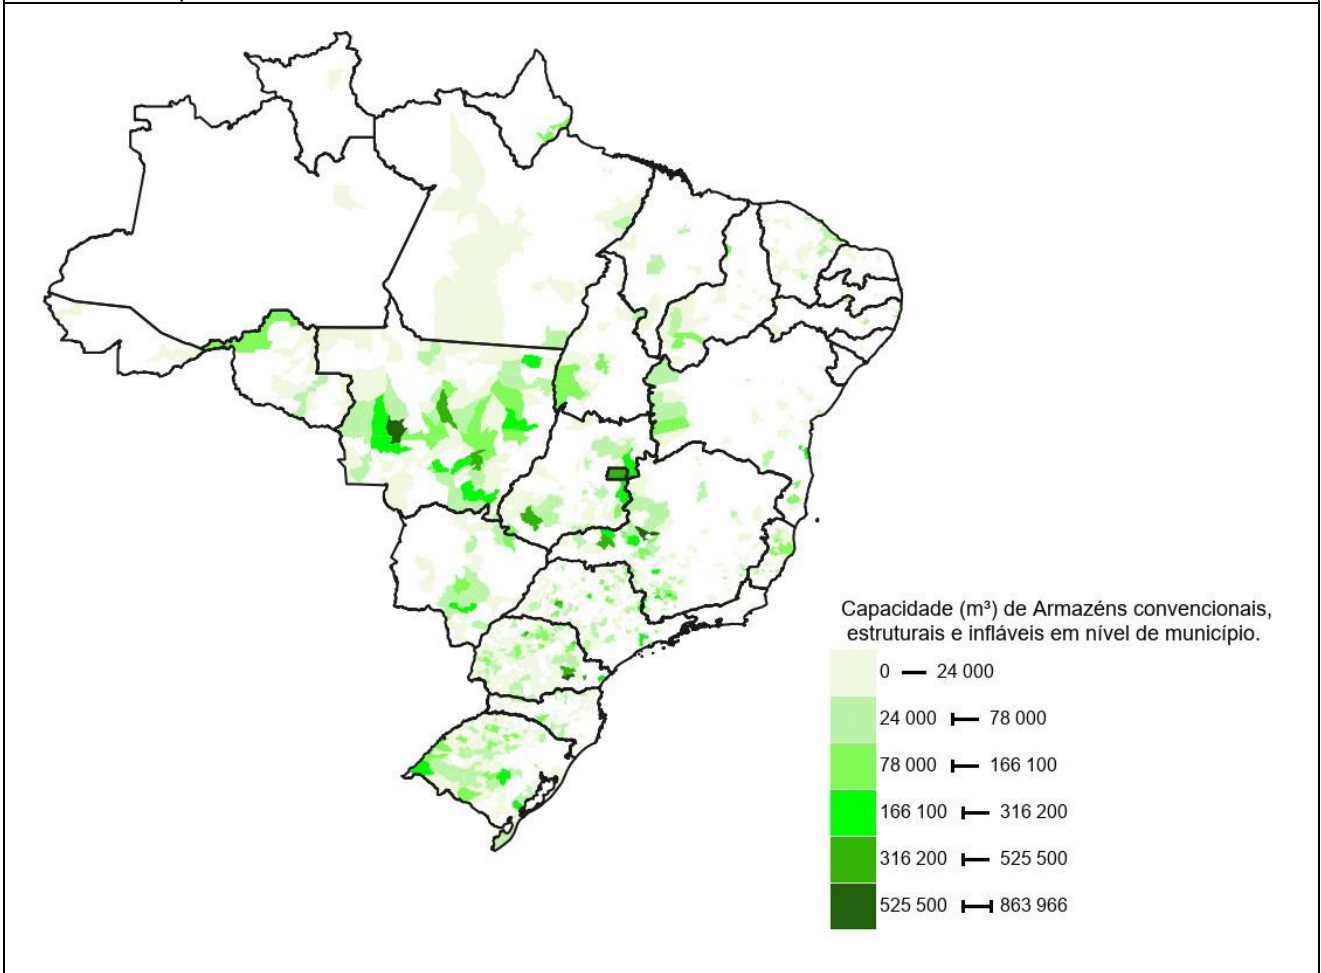 Capacidade (m³) de Armazéns convencionais,
estruturais e infláveis em nível de município.
0 — 24 000
24 000 ⊢ 78 000
78 000 ⊢ 166 100
166 100 ⊢ 316 200
316 200 ⊢ 525 500
525 500 ⊢⊣ 863 966